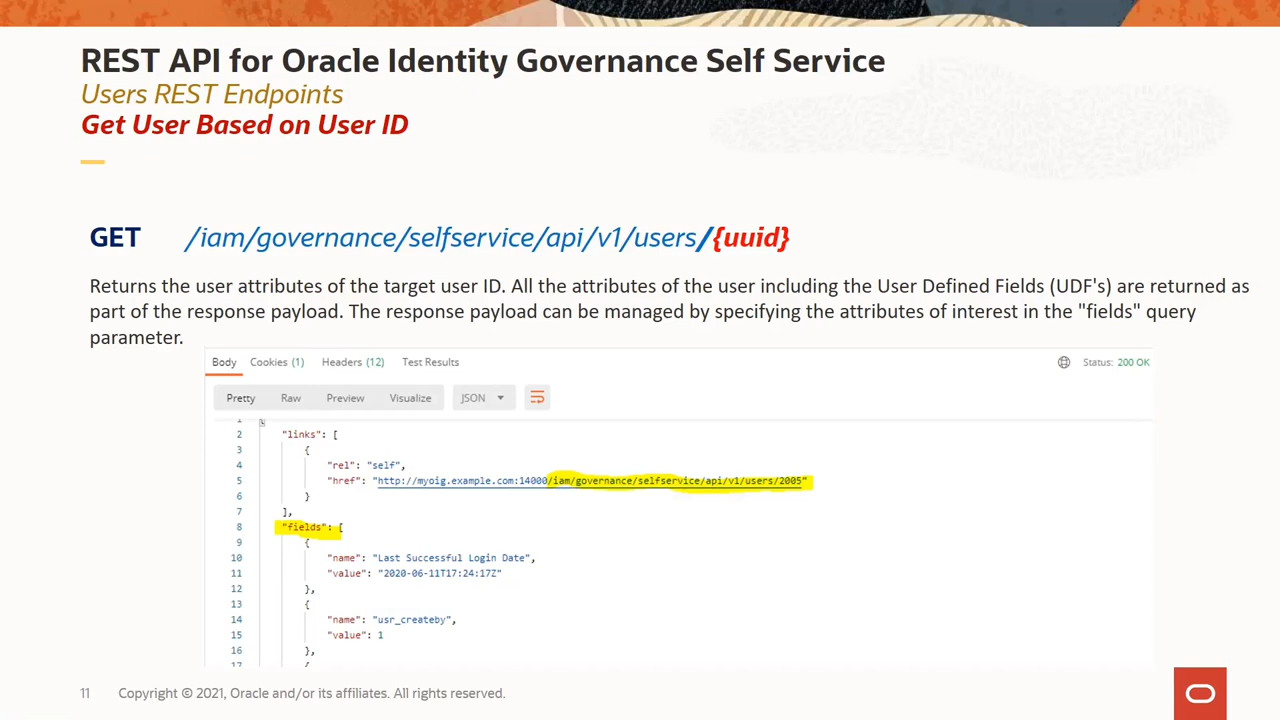 REST API for Oracle Identity Governance Self Service
Users REST Endpoints
Get User Based on User ID
GET /iam/governance/selfservice/api/v1/users/{uuid}
Returns the user attributes of the target user ID. All the attributes of the user including the User Defined Fields (UDF's) are returned as
part of the response payload. The response payload can be managed by specifying the attributes of interest in the "fields" query
parameter.
Body Cookies (1) Headers (12) Test Results Status: 200 OK
Pretty Raw Preview Visualize JSON
1 {
2 "links": [
3 {
4 "rel": "self",
5 "href": "http://myoig.example.com:14000/iam/governance/selfservice/api/v1/users/2005"
6 }
7 ],
8 "fields": [
9 {
10 "name": "Last Successful Login Date",
11 "value": "2020-06-11T17:24:17Z"
12 },
13 {
14 "name": "usr_createby",
15 "value": 1
16 },
17 {
11 Copyright © 2021, Oracle and/or its affiliates. All rights reserved.